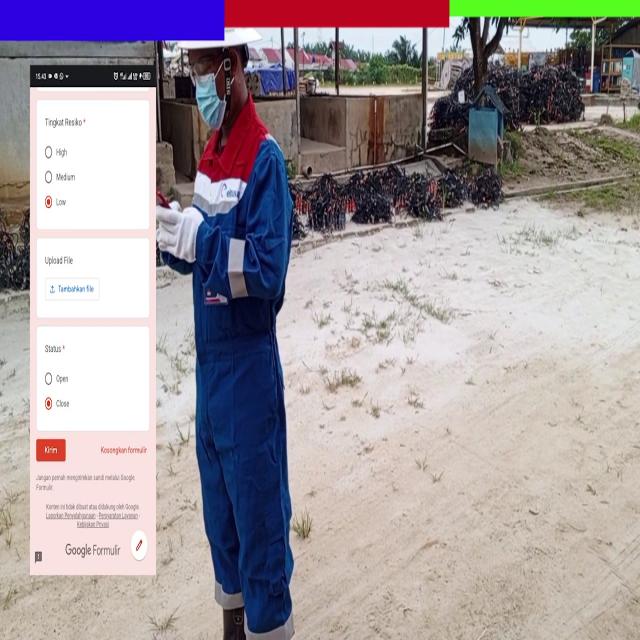 15.43
Tingkat Resiko *
High
Medium
Low
Upload File
Tambahkan file
Status *
Open
Close
Kirim
Kosongkan formulir
Jangan pernah mengirimkan sandi melalui Google
Formulir.
Konten ini tidak dibuat atau didukung oleh Google.
Laporkan Penyalahgunaan - Persyaratan Layanan -
Kebijakan Privasi
Google Formulir